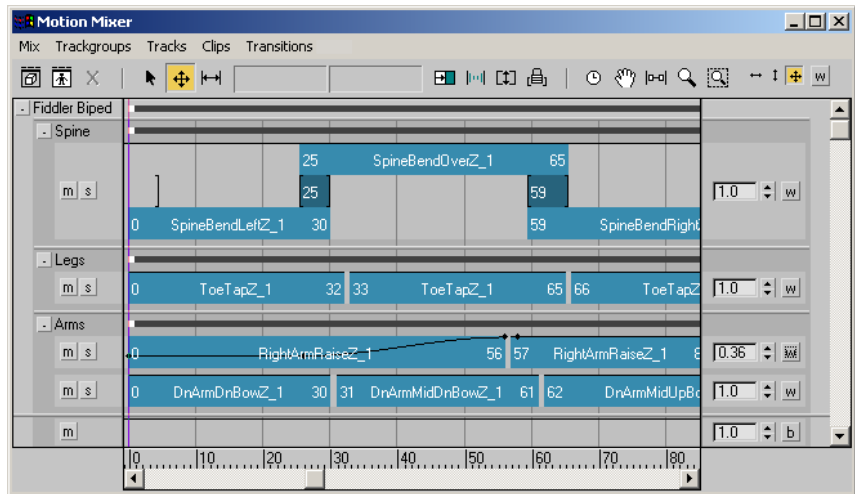 Motion Mixer
Mix Trackgroups Tracks Clips Transitions
w
Fiddler Biped
Spine
25 SpineBendOverZ_1 65
m s 25 59 1.0 w
0 SpineBendLeftZ_1 30 59 SpineBendRight
Legs
m s 0 ToeTapZ_1 32 33 ToeTapZ_1 65 66 ToeTapZ 1.0 w
Arms
m s 0 RightArmRaiseZ_1 56 57 RightArmRaiseZ_1 8 0.36 w
m s 0 DnArmDnBowZ_1 30 31 DnArmMidDnBowZ_1 61 62 DnArmMidUpBo 1.0 w
m 1.0 b
0 10 20 30 40 50 60 70 80